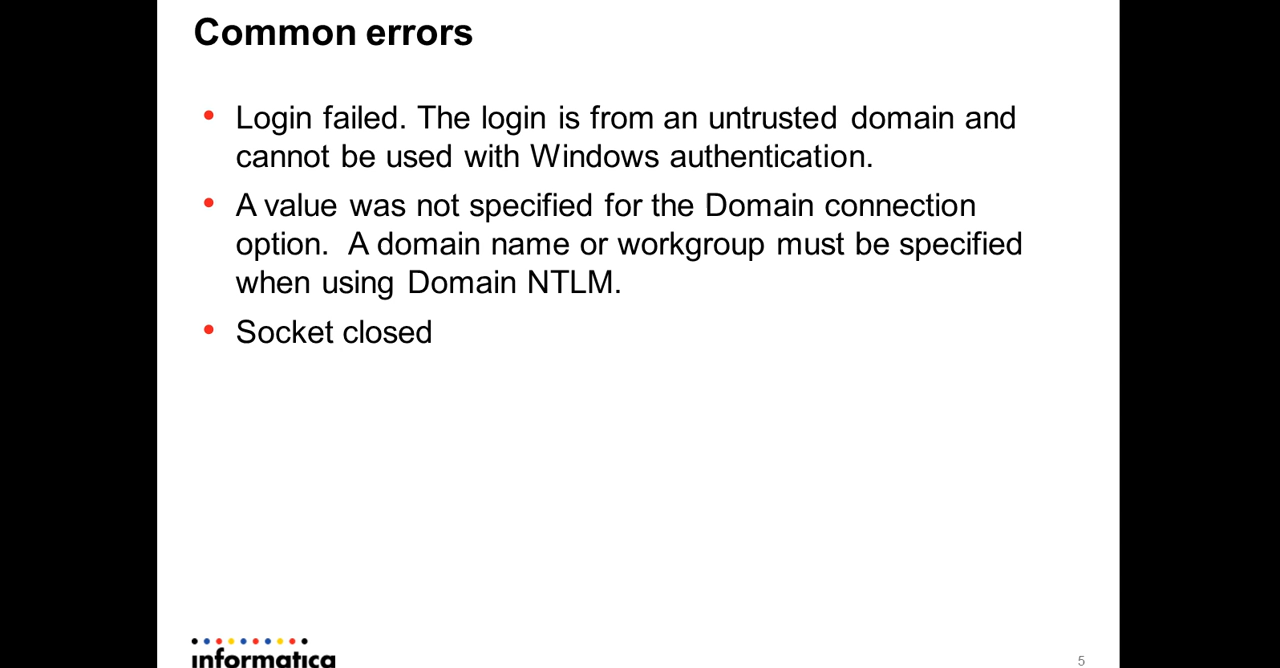 Common errors
• Login failed. The login is from an untrusted domain and
cannot be used with Windows authentication.
• A value was not specified for the Domain connection
option.  A domain name or workgroup must be specified
when using Domain NTLM.
• Socket closed
informatica
5